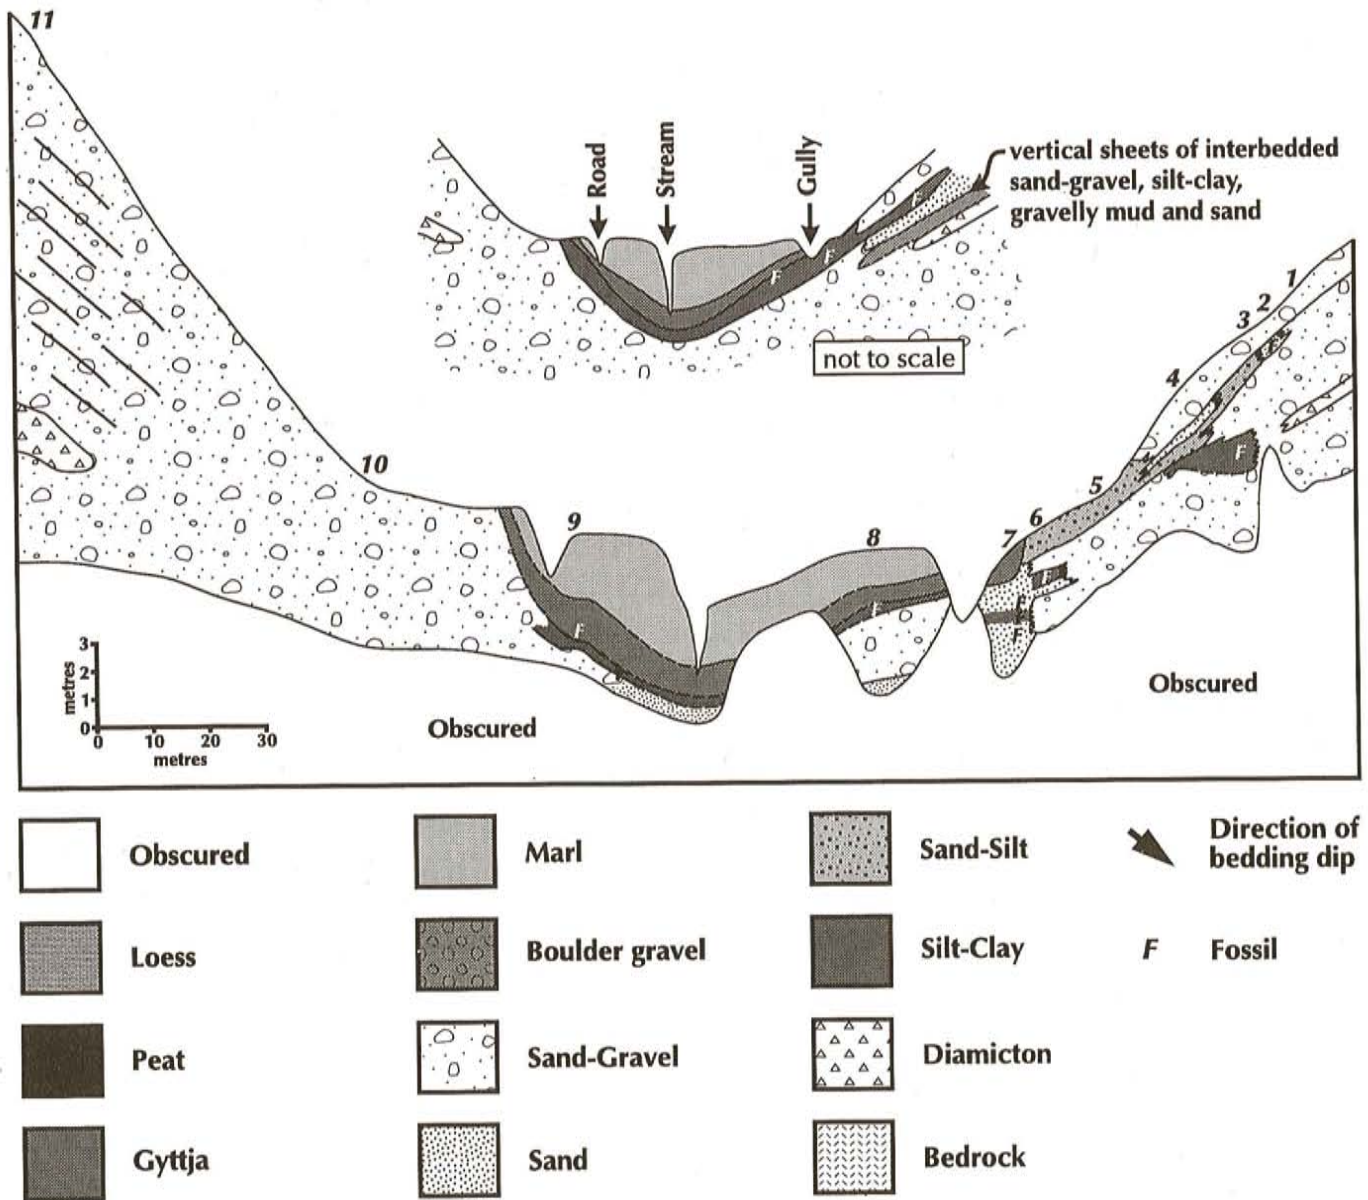 11
Road
Stream
Gully
vertical sheets of interbedded
sand-gravel, silt-clay,
gravelly mud and sand
F
F
F
not to scale
1
2
3
4
F
F
5
6
7
F
F
F
8
F
9
F
10
3
2
1
0
metres
0 10 20 30
metres
Obscured
Obscured
Obscured
Marl
Sand-Silt
Direction of
bedding dip
Loess
Boulder gravel
Silt-Clay
F Fossil
Peat
Sand-Gravel
Diamicton
Gyttja
Sand
Bedrock